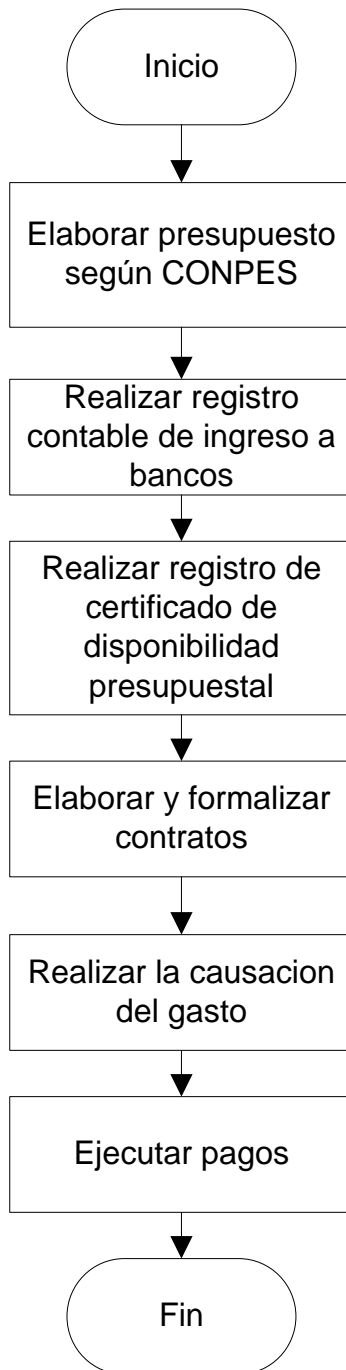 Inicio
Elaborar presupuesto
según CONPES
Realizar registro
contable de ingreso a
bancos
Realizar registro de
certificado de
disponibilidad
presupuestal
Elaborar y formalizar
contratos
Realizar la causacion
del gasto
Ejecutar pagos
Fin